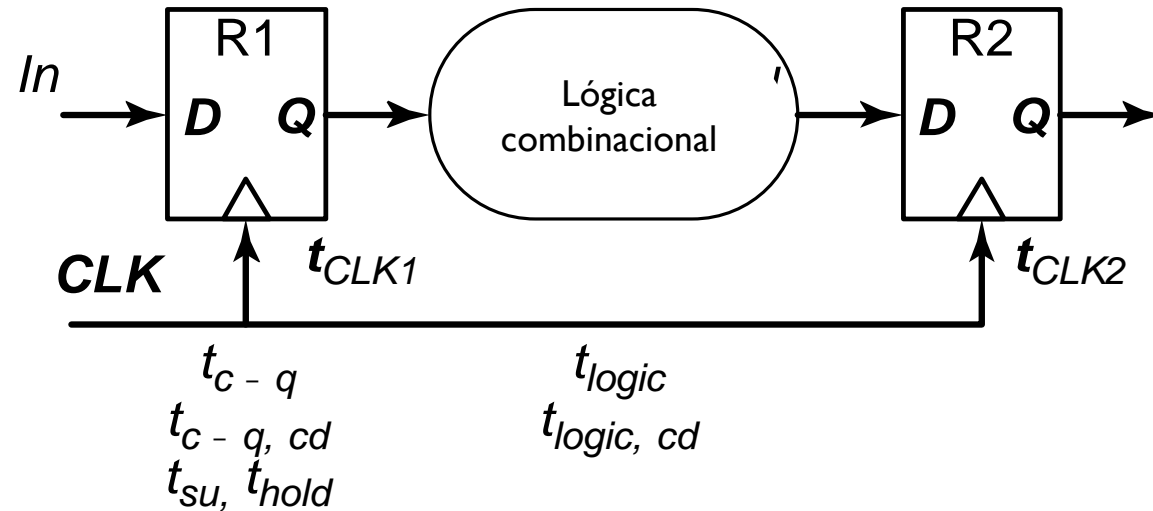 R1
R2
In
D Q
Lógica
combinacional
D Q
CLK
tCLK1
tCLK2
tc - q
tlogic
tc - q, cd
tlogic, cd
tsu, thold